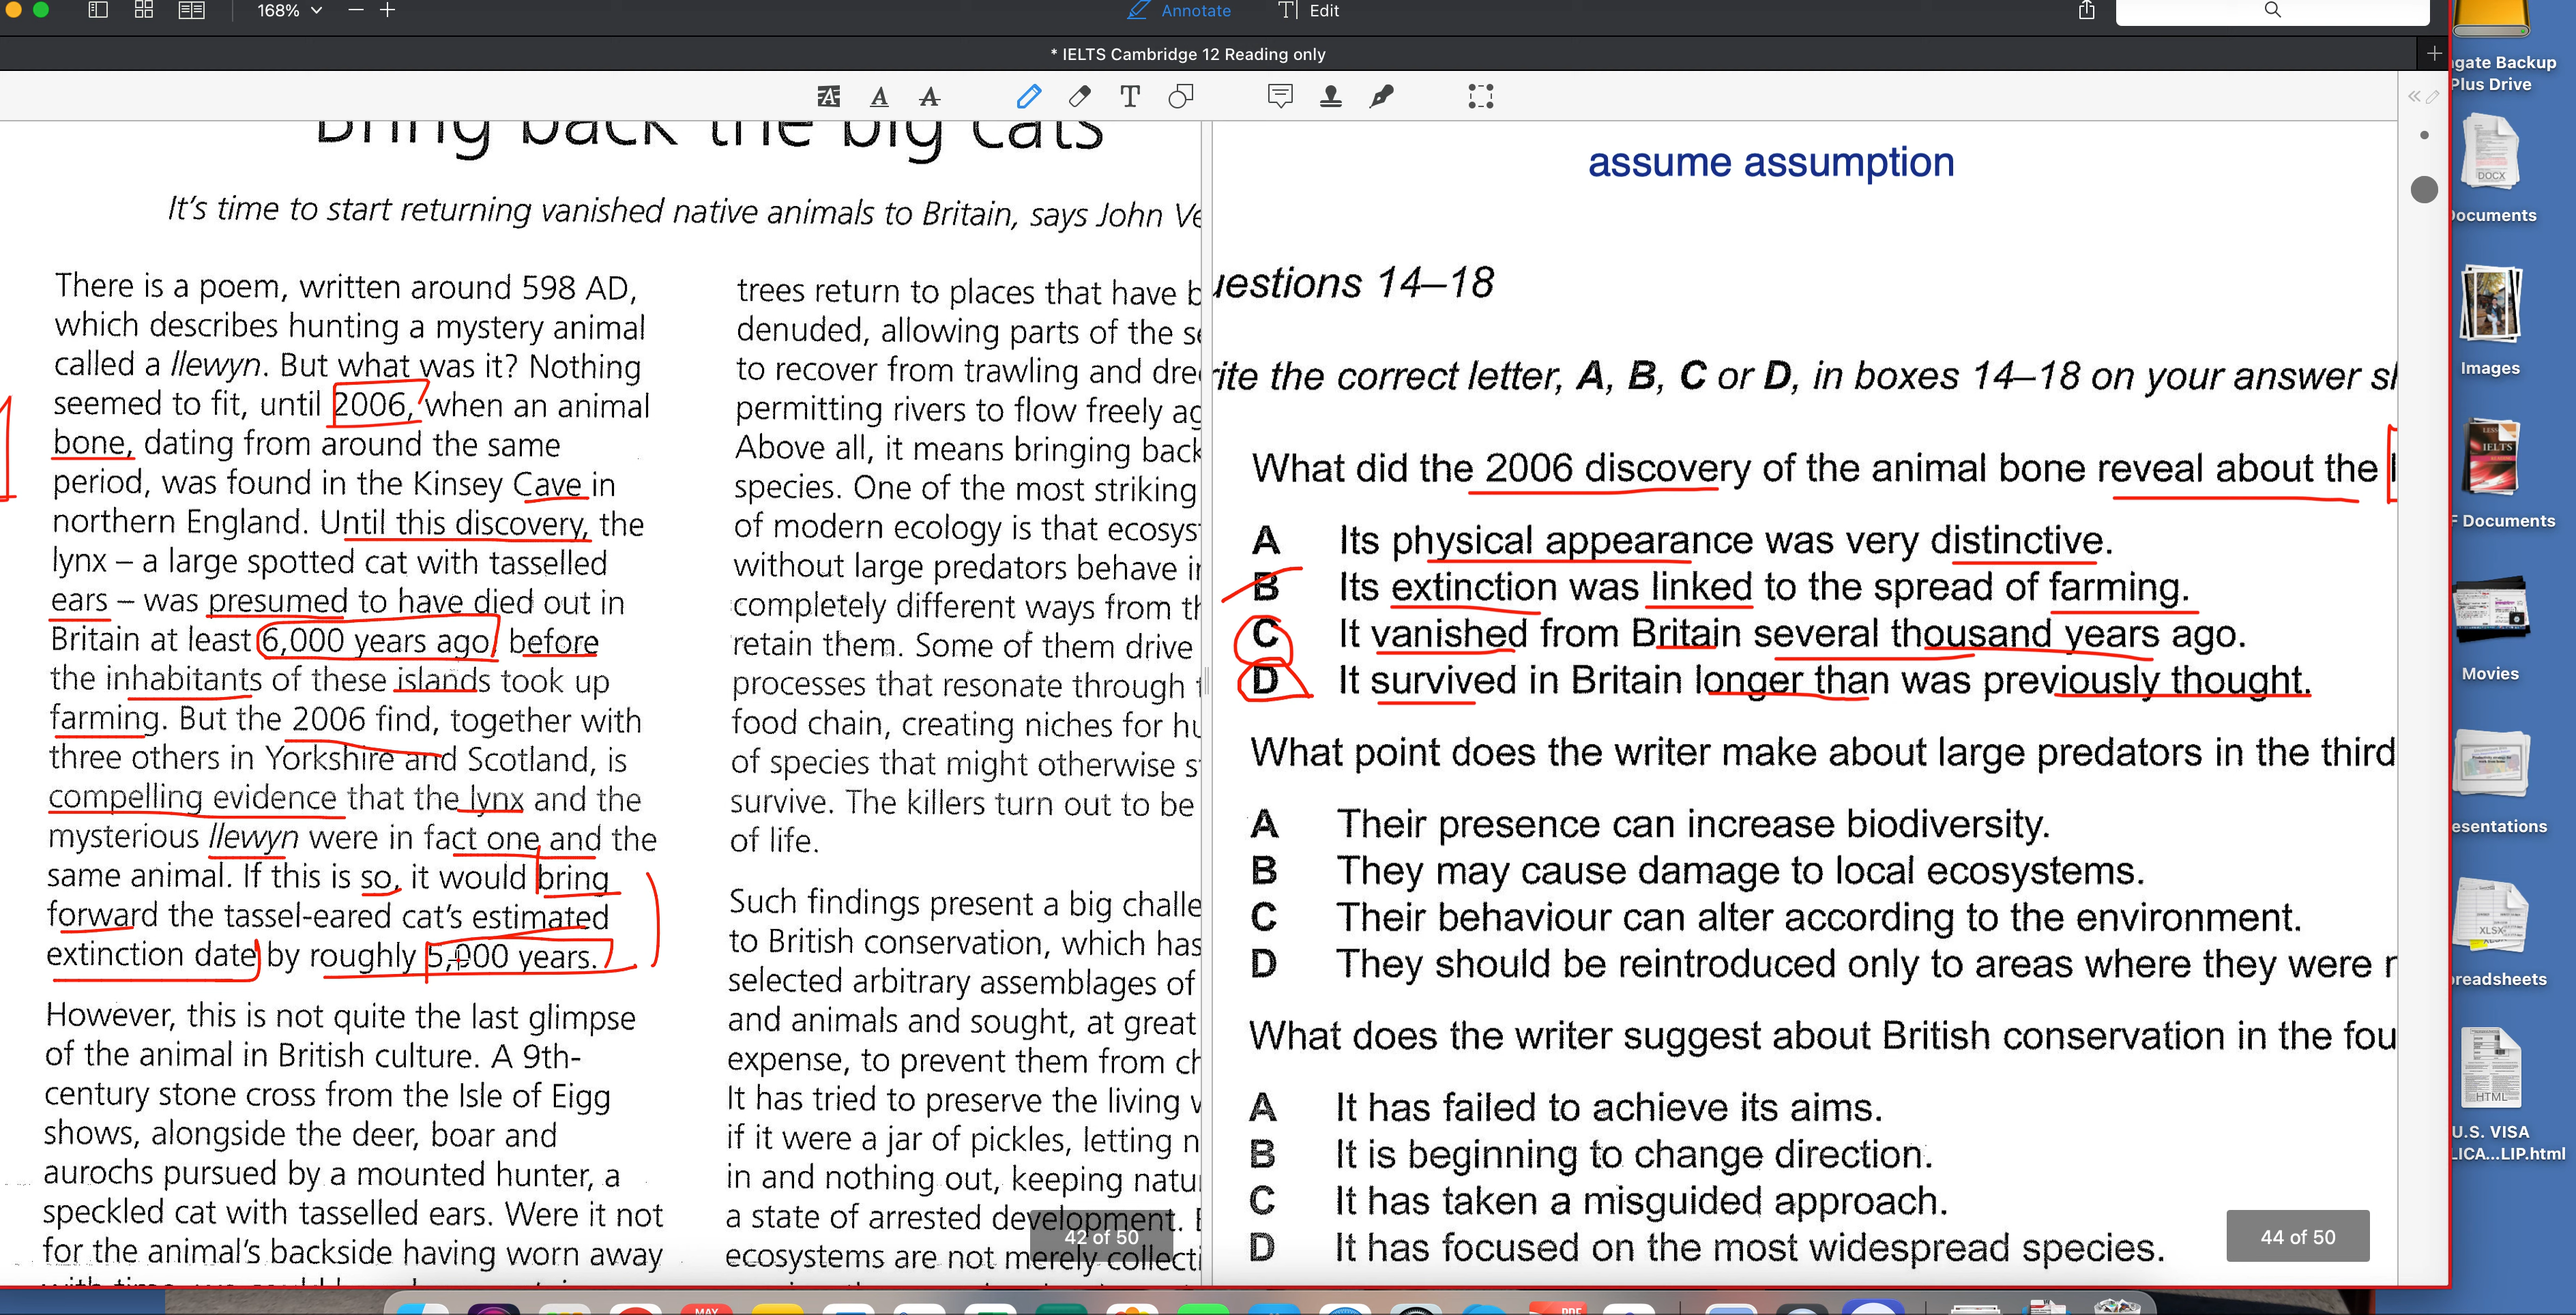 168%
Annotate
Edit
* IELTS Cambridge 12 Reading only
Bring back the big cats
It's time to start returning vanished native animals to Britain, says John Ve
There is a poem, written around 598 AD,
which describes hunting a mystery animal
called a llewyn. But what was it? Nothing
seemed to fit, until 2006, when an animal
bone, dating from around the same
period, was found in the Kinsey Cave in
northern England. Until this discovery, the
lynx – a large spotted cat with tasselled
ears – was presumed to have died out in
Britain at least 6,000 years ago, before
the inhabitants of these islands took up
farming. But the 2006 find, together with
three others in Yorkshire and Scotland, is
compelling evidence that the lynx and the
mysterious llewyn were in fact one and the
same animal. If this is so, it would bring
forward the tassel-eared cat's estimated
extinction date by roughly 5,000 years.
However, this is not quite the last glimpse
of the animal in British culture. A 9th-
century stone cross from the Isle of Eigg
shows, alongside the deer, boar and
aurochs pursued by a mounted hunter, a
speckled cat with tasselled ears. Were it not
for the animal's backside having worn away
trees return to places that have b
denuded, allowing parts of the se
to recover from trawling and dre
permitting rivers to flow freely ag
Above all, it means bringing back
species. One of the most striking
of modern ecology is that ecosys
without large predators behave in
completely different ways from th
retain them. Some of them drive
processes that resonate through t
food chain, creating niches for hu
of species that might otherwise s
survive. The killers turn out to be
of life.
Such findings present a big challe
to British conservation, which has
selected arbitrary assemblages of
and animals and sought, at great
expense, to prevent them from ch
It has tried to preserve the living w
if it were a jar of pickles, letting n
in and nothing out, keeping natu
a state of arrested development. B
ecosystems are not merely collecti
42 of 50
assume assumption
uestions 14–18
rite the correct letter, A, B, C or D, in boxes 14–18 on your answer sh
What did the 2006 discovery of the animal bone reveal about the l
A Its physical appearance was very distinctive.
B Its extinction was linked to the spread of farming.
C It vanished from Britain several thousand years ago.
D It survived in Britain longer than was previously thought.
What point does the writer make about large predators in the third
A Their presence can increase biodiversity.
B They may cause damage to local ecosystems.
C Their behaviour can alter according to the environment.
D They should be reintroduced only to areas where they were n
What does the writer suggest about British conservation in the fou
A It has failed to achieve its aims.
B It is beginning to change direction.
C It has taken a misguided approach.
D It has focused on the most widespread species.
44 of 50
gate Backup
Plus Drive
DOCX
Documents
Images
IELTS
F Documents
Movies
esentations
XLSX
preadsheets
HTML
U.S. VISA
LICA...LIP.html
MAY
PDF